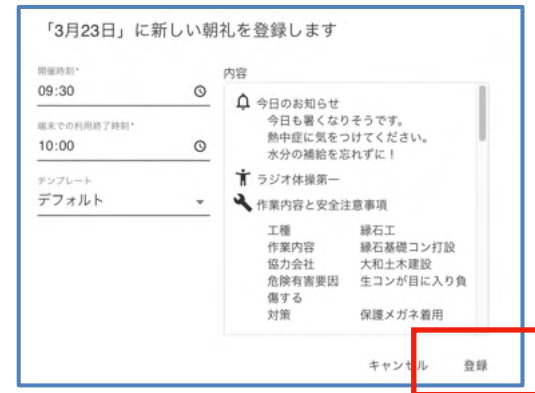 「3月23日」に新しい朝礼を登録します
開催時刻*
09:30
端末での利用終了時刻*
10:00
テンプレート
デフォルト
内容
今日のお知らせ
今日も暑くなりそうです。
熱中症に気をつけてください。
水分の補給を忘れずに！
ラジオ体操第一
作業内容と安全注意事項
工種 縁石工
作業内容 縁石基礎コン打設
協力会社 大和土木建設
危険有害要因 生コンが目に入り負
傷する
対策 保護メガネ着用
キャンセル 登録